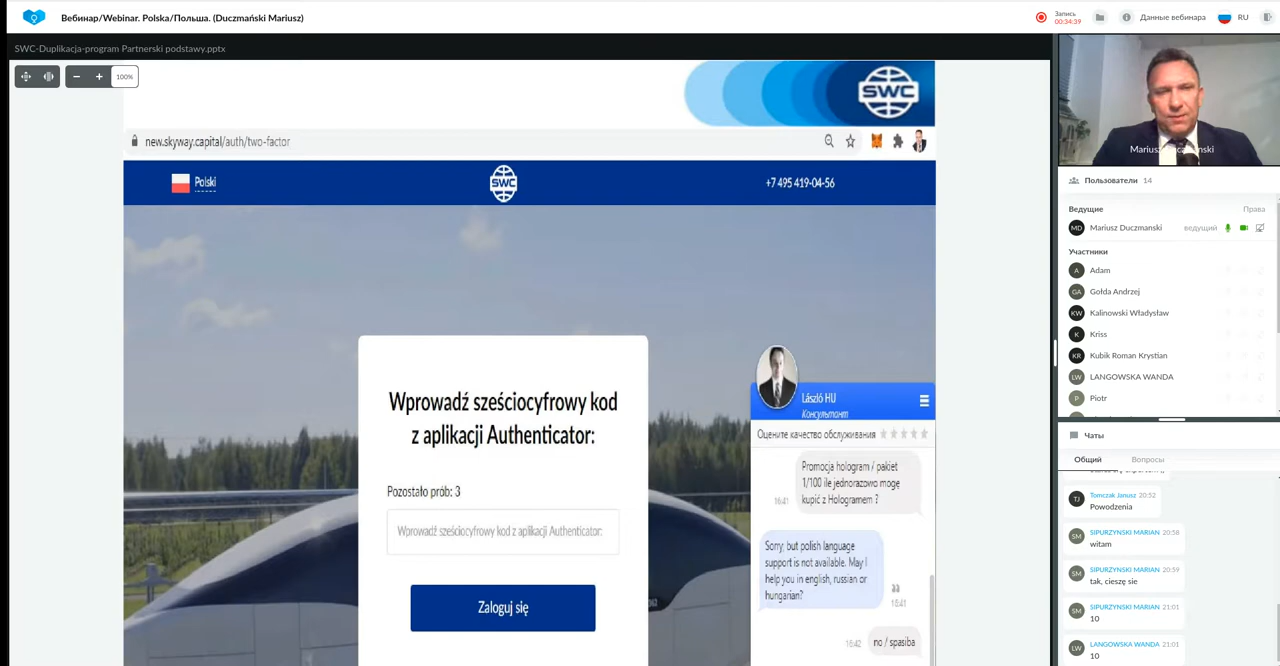 Вебинар/Webinar. Polska/Польша. (Duczmański Mariusz)
Запись
00:34:39
Данные вебинара
RU
SWC-Duplikacja-program Partnerski podstawy.pptx
100%
SWC
new.skyway.capital/auth/two-factor
Polski
SWC
+7 495 419-04-56
Wprowadź sześciocyfrowy kod
z aplikacji Authenticator:
Pozostało prób: 3
Wprowadź sześciocyfrowy kod z aplikacji Authenticator:
Zaloguj się
László HU
Консультант
Оцените качество обслуживания
Promocja hologram / pakiet
1/100 ile jednorazowo mogę
kupić z Hologramem ?
16:41
Sorry, but polish language
support is not available. May I
help you in english, russian or
hungarian?
16:41
16:42
no / spasiba
Пользователи 14
Ведущие
Права
MD
Mariusz Duczmanski
ведущий
Участники
A
Adam
GA
Gołda Andrzej
KW
Kalinowski Władysław
K
Kriss
KR
Kubik Roman Krystian
LW
LANGOWSKA WANDA
P
Piotr
Чаты
Общий
Вопросы
TJ
Tomczak Janusz 20:52
Powodzenia
SM
SIPURZYNSKI MARIAN 20:58
witam
SM
SIPURZYNSKI MARIAN 20:59
tak, cieszę sie
SM
SIPURZYNSKI MARIAN 21:01
10
LW
LANGOWSKA WANDA 21:01
10